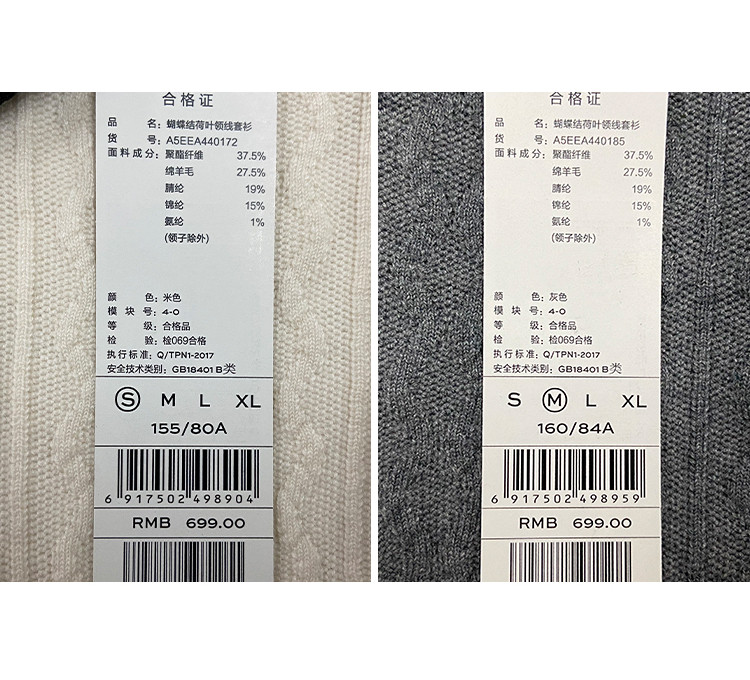 合格证
品 名：蝴蝶结荷叶领线套衫
货 号：A5EEA440172
面料成分：聚酯纤维 37.5%
绵羊毛 27.5%
腈纶 19%
锦纶 15%
氨纶 1%
(领子除外)
颜 色：米色
模 块 号：4-0
等 级：合格品
检 验：检069合格
执行标准：Q/TPN1-2017
安全技术类别：GB18401 B类
S M L XL
155/80A
6 917502 498904
RMB 699.00
合格证
品 名：蝴蝶结荷叶领线套衫
货 号：A5EEA440185
面料成分：聚酯纤维 37.5%
绵羊毛 27.5%
腈纶 19%
锦纶 15%
氨纶 1%
(领子除外)
颜 色：灰色
模 块 号：4-0
等 级：合格品
检 验：检069合格
执行标准：Q/TPN1-2017
安全技术类别：GB18401 B类
S M L XL
160/84A
6 917502 498959
RMB 699.00